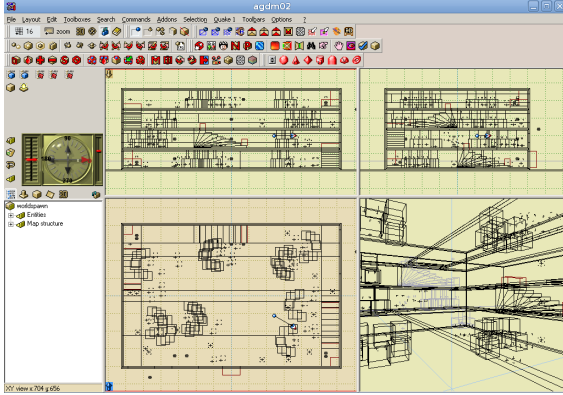 agdm02
File Layout Edit Toolboxes Search Commands Addons Selection Quake 1 Toolbars Options ?
16 zoom
worldspawn
Entities
Map structure
XY view x:704 y:656